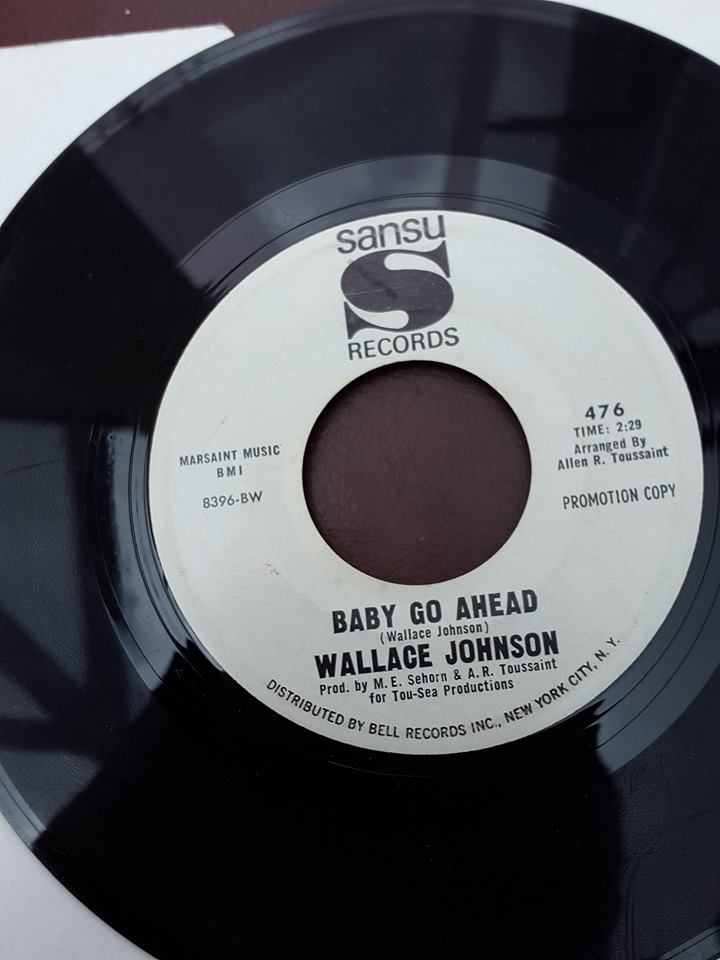 sansu
S
RECORDS
MARSAINT MUSIC
BMI
8396-BW
476
TIME: 2:29
Arranged By
Allen R. Toussaint
PROMOTION COPY
BABY GO AHEAD
(Wallace Johnson)
WALLACE JOHNSON
Prod. by M. E. Sehorn & A. R. Toussaint
for Tou-Sea Productions
DISTRIBUTED BY BELL RECORDS INC., NEW YORK CITY, N. Y.